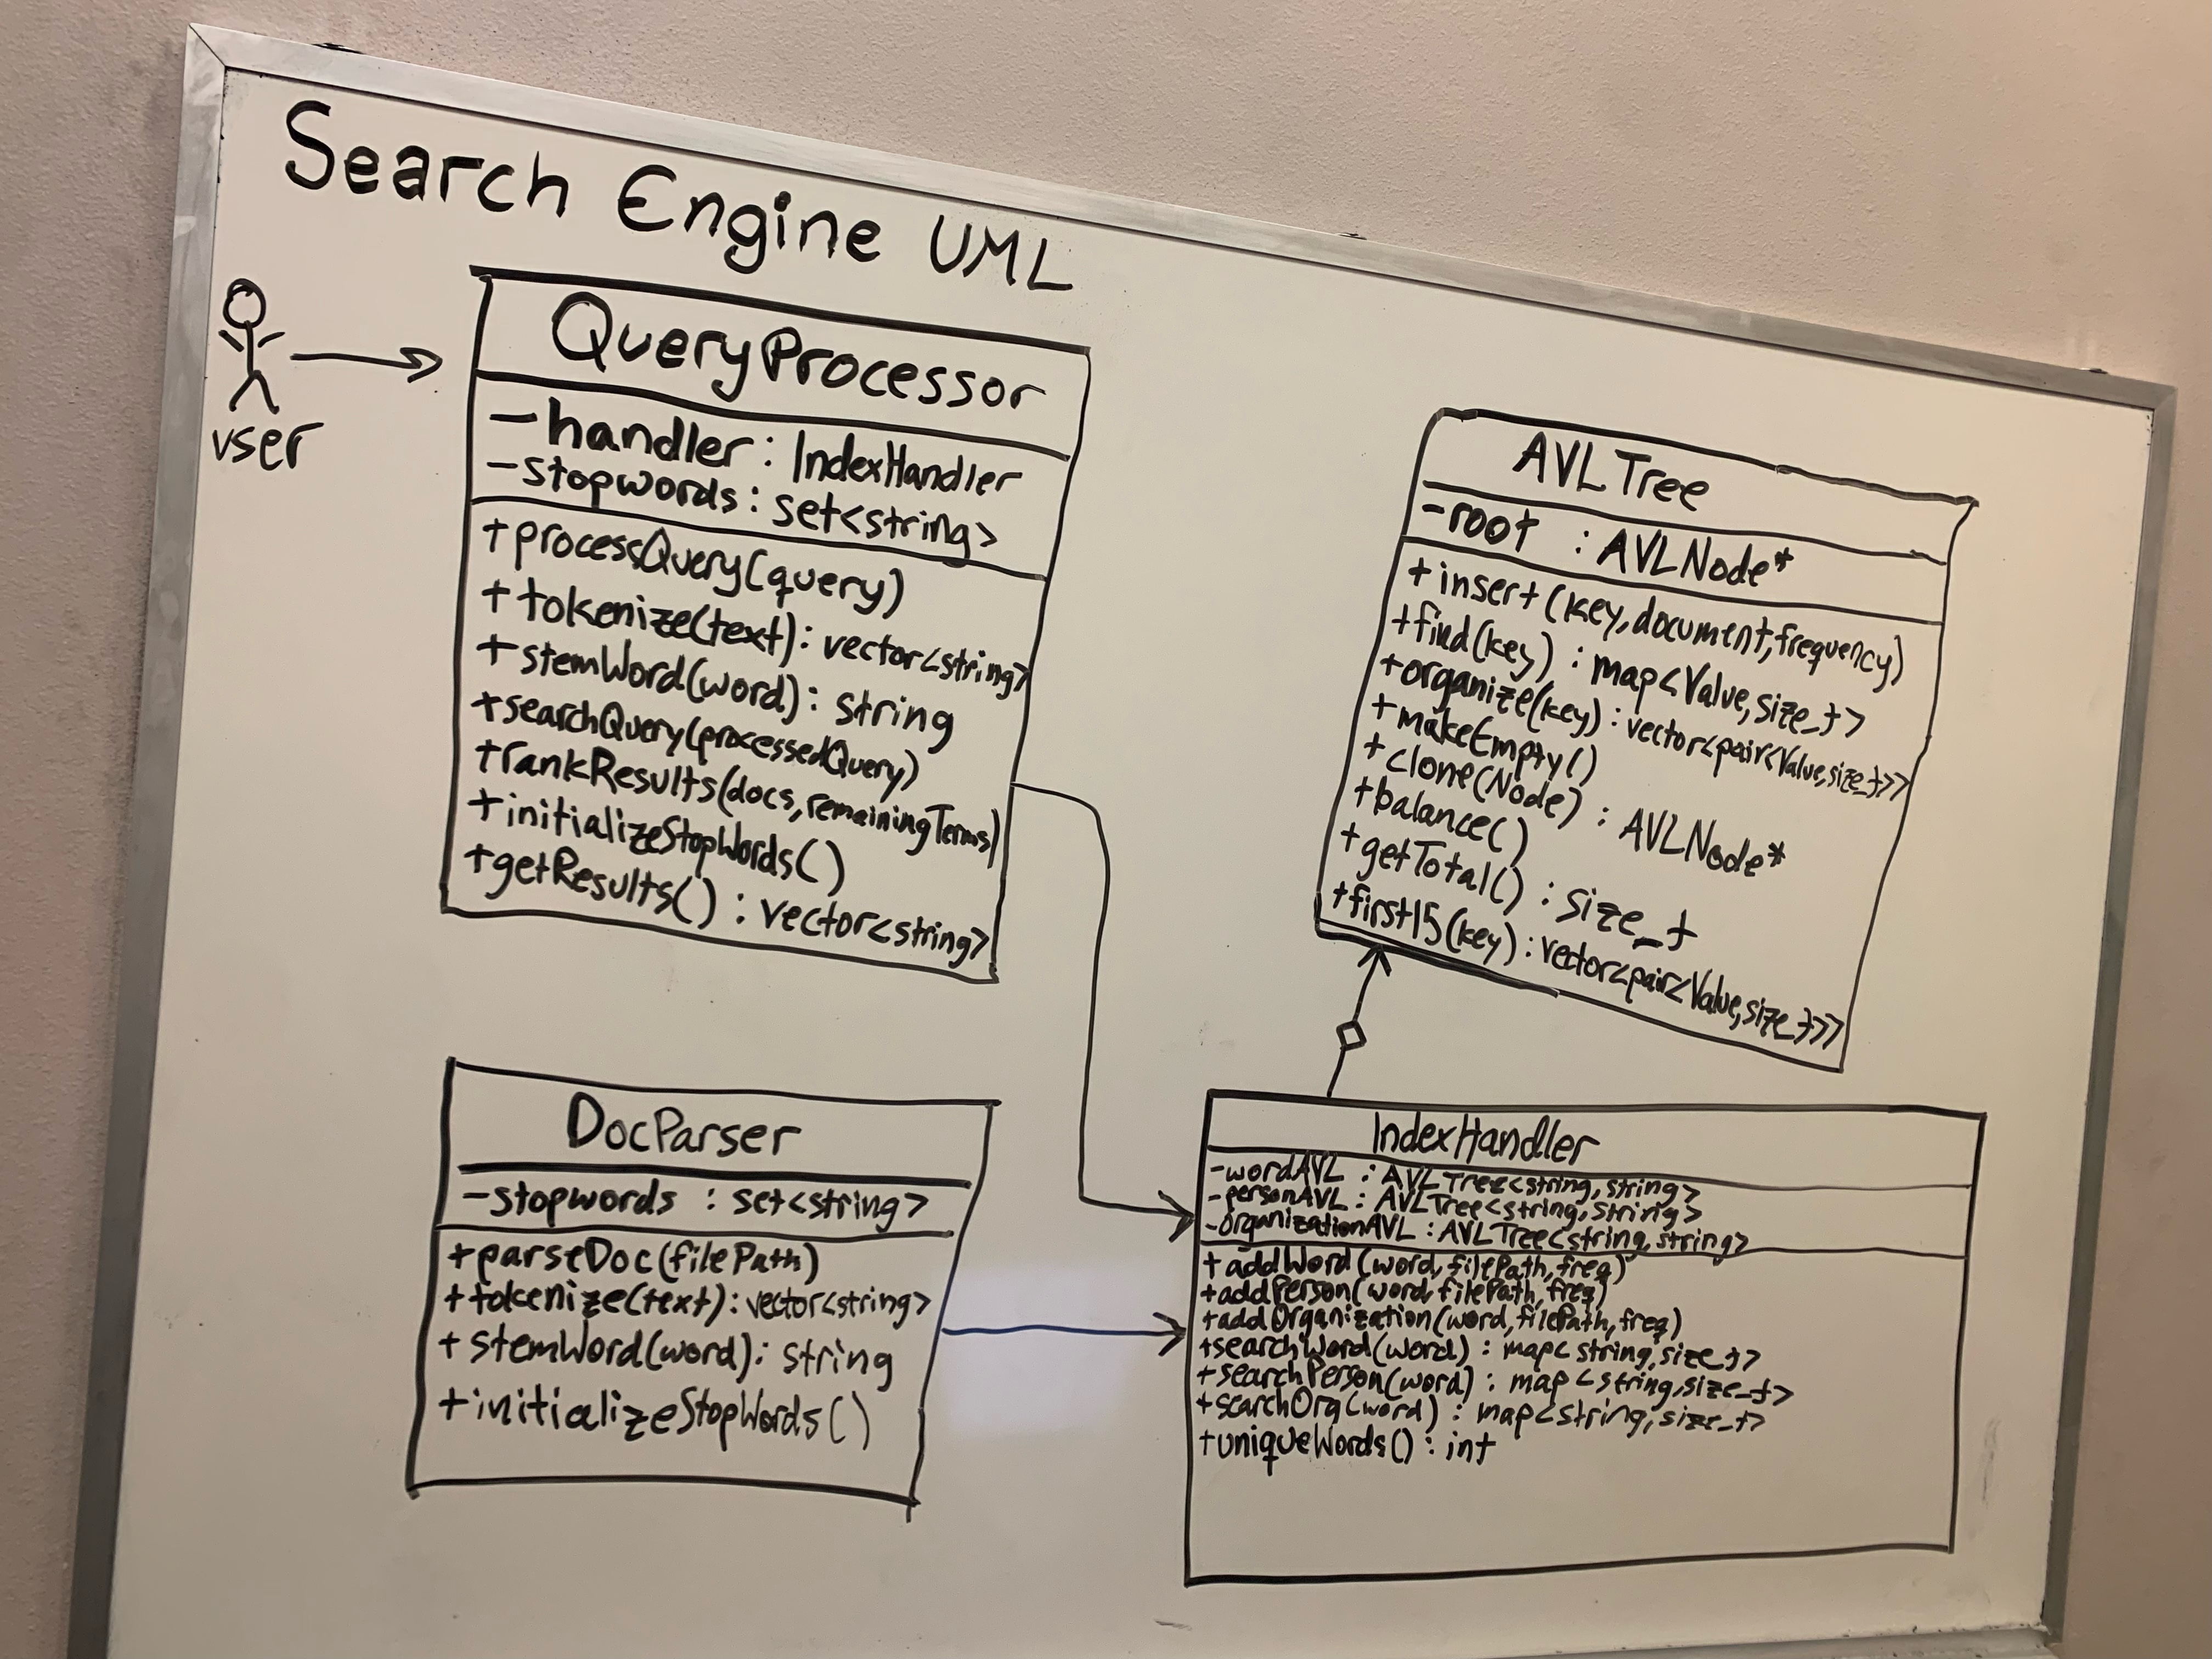 Search Engine UML
user
QueryProcessor
-handler: IndexHandler
-stopwords: set<string>
+processQuery(query)
+tokenize(text): vector<string>
+stemWord(word): string
+searchQuery(processedQuery)
+rankResults(docs,remainingTerms)
+initializeStopWords()
+getResults(): vector<string>
AVLTree
-root : AVLNode*
+insert(key,document,frequency)
+find(key): map<Value,size_t>
+organize(key): vector<pair<Value,size_t>>
+makeEmpty()
+clone(Node): AVLNode*
+balance()
+getTotal(): size_t
+first15(key): vector<pair<Value,size_t>>
DocParser
-stopwords : set<string>
+parseDoc(filePath)
+tokenize(text): vector<string>
+stemWord(word): string
+initializeStopWords()
IndexHandler
-wordAVL : AVLTree<string,string>
-personAVL : AVLTree<string,string>
-organizationAVL : AVLTree<string,string>
+addWord(word,filePath,freq)
+addPerson(word,filePath,freq)
+addOrganization(word,filePath,freq)
+searchWord(word): map<string,size_t>
+searchPerson(word): map<string,size_t>
+searchOrg(word): map<string,size_t>
+uniqueWords(): int